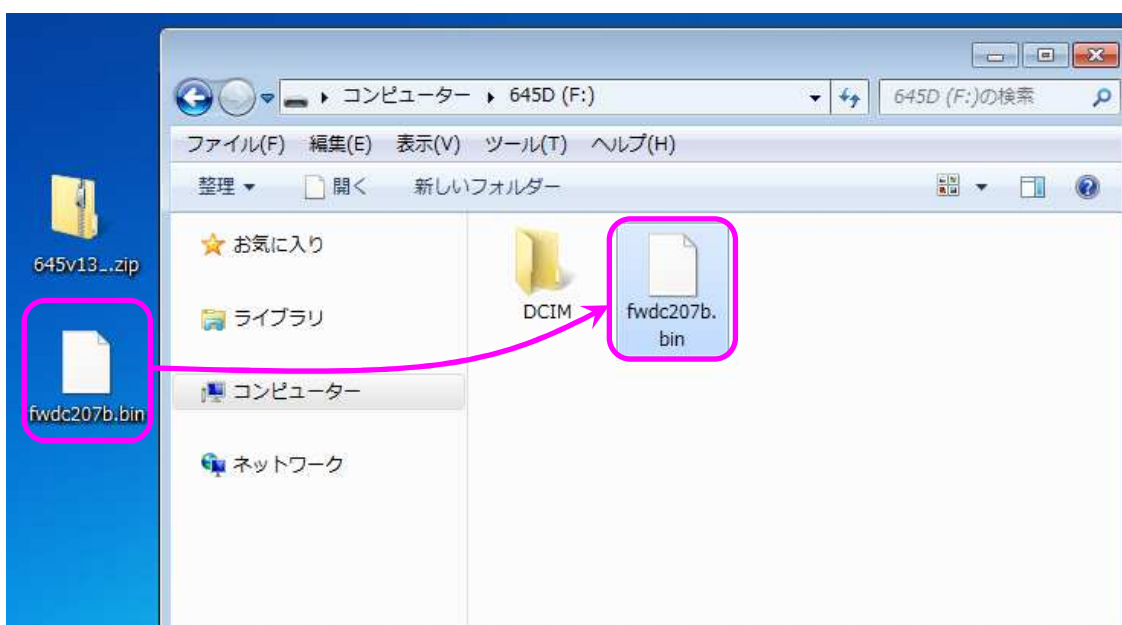 コンピューター ▸ 645D (F:)
645D (F:)の検索
ファイル(F) 編集(E) 表示(V) ツール(T) ヘルプ(H)
整理 開く 新しいフォルダー
645v13_..zip
fwdc207b.bin
お気に入り
ライブラリ
コンピューター
ネットワーク
DCIM
fwdc207b.
bin